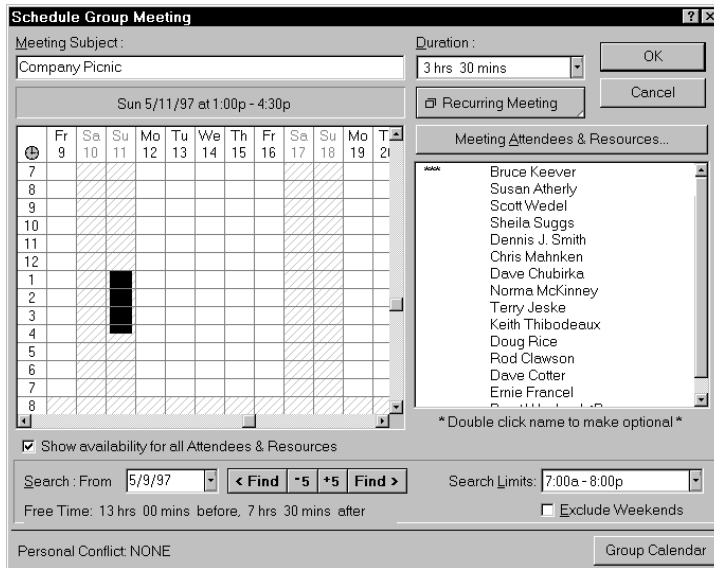 Schedule Group Meeting
Meeting Subject :
Company Picnic
Duration :
3 hrs 30 mins
OK
Cancel
Sun 5/11/97 at 1:00p - 4:30p
Recurring Meeting
Meeting Attendees & Resources...
Fr Sa Su Mo Tu We Th Fr Sa Su Mo
9 10 11 12 13 14 15 16 17 18 19
7
8
9
10
11
12
1
2
3
4
5
6
7
8
*** Bruce Keever
Susan Atherly
Scott Wedel
Sheila Suggs
Dennis J. Smith
Chris Mahnken
Dave Chubirka
Norma McKinney
Terry Jeske
Keith Thibodeaux
Doug Rice
Rod Clawson
Dave Cotter
Ernie Francel
* Double click name to make optional *
Show availability for all Attendees & Resources
Search : From 5/9/97 < Find -5 +5 Find >
Search Limits: 7:00a - 8:00p
Free Time: 13 hrs 00 mins before, 7 hrs 30 mins after
Exclude Weekends
Personal Conflict: NONE
Group Calendar